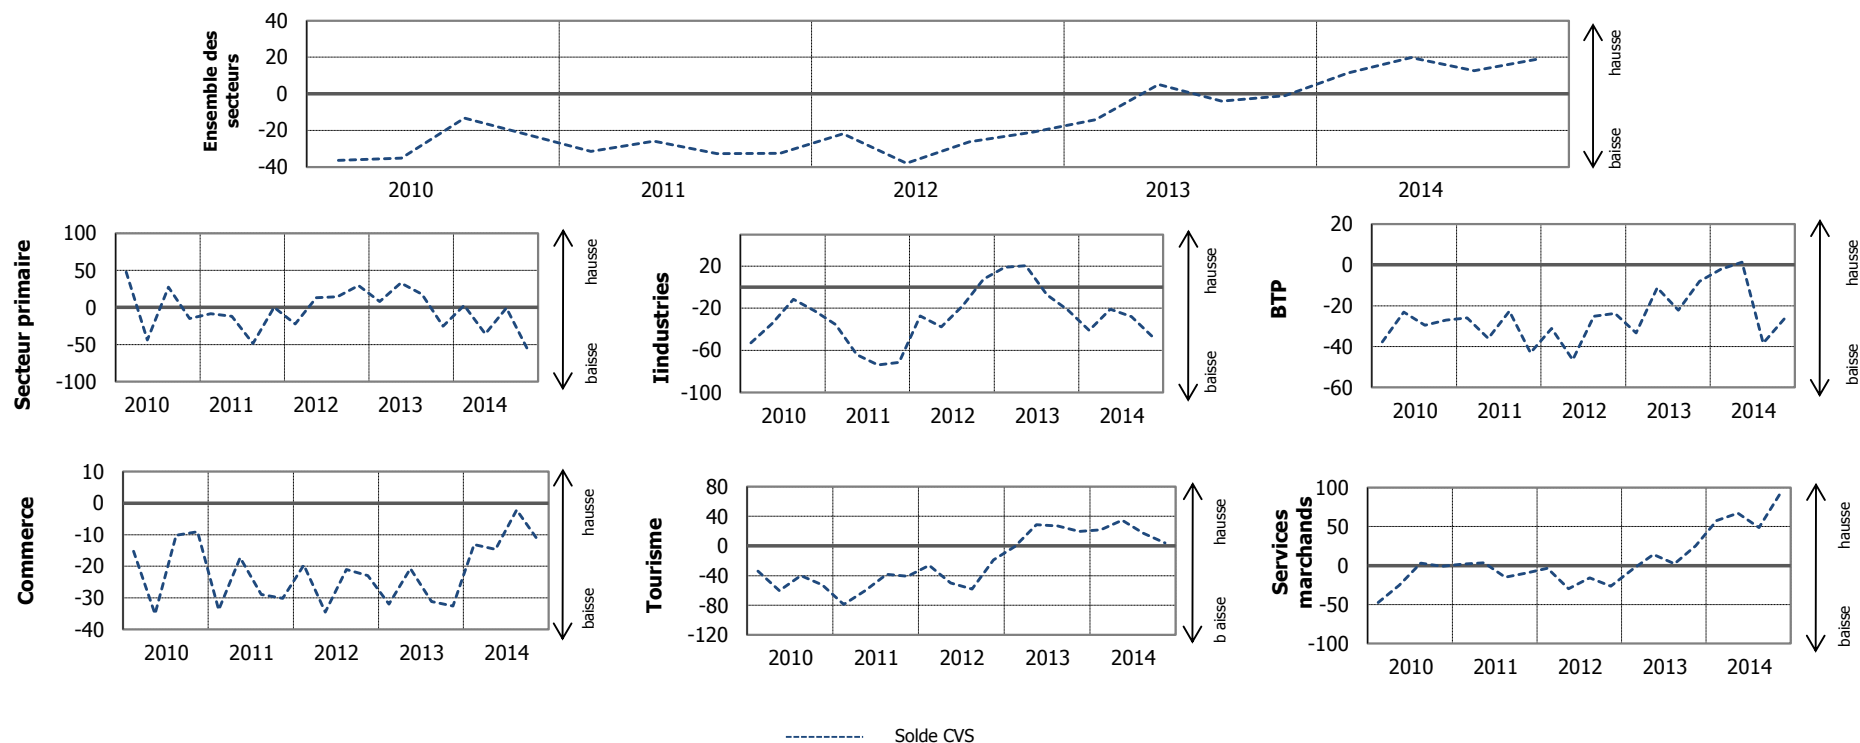 Ensemble des
secteurs
40
20
0
-20
-40
2010
2011
2012
2013
2014
hausse
baisse
Secteur primaire
100
50
0
-50
-100
2010
2011
2012
2013
2014
hausse
baisse
Iindustries
20
-20
-60
-100
2010
2011
2012
2013
2014
hausse
baisse
BTP
20
0
-20
-40
-60
2010
2011
2012
2013
2014
hausse
baisse
Commerce
10
0
-10
-20
-30
-40
2010
2011
2012
2013
2014
hausse
baisse
Tourisme
80
40
0
-40
-80
-120
2010
2011
2012
2013
2014
hausse
b aisse
Services
marchands
100
50
0
-50
-100
2010
2011
2012
2013
2014
hausse
baisse
Solde CVS